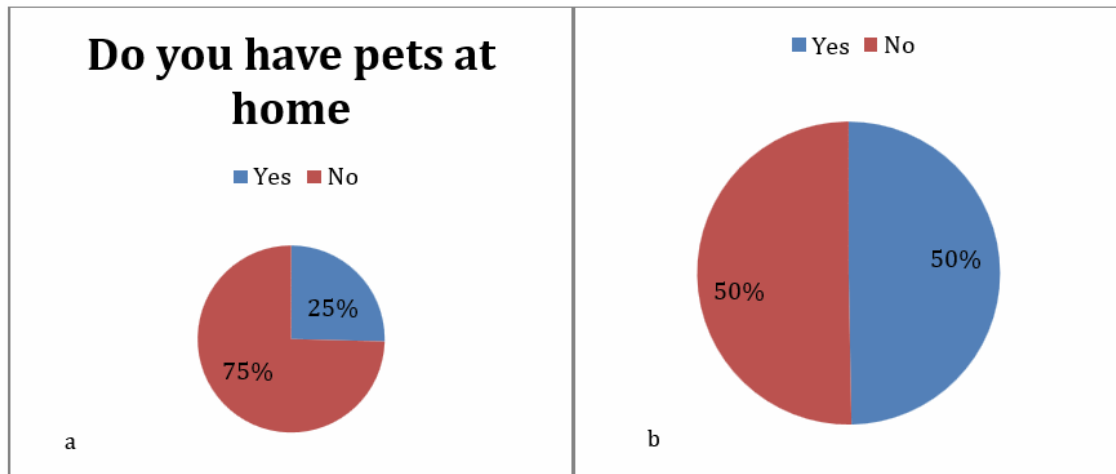 Do you have pets at
home
Yes No
25%
75%
a
Yes No
50%
50%
b